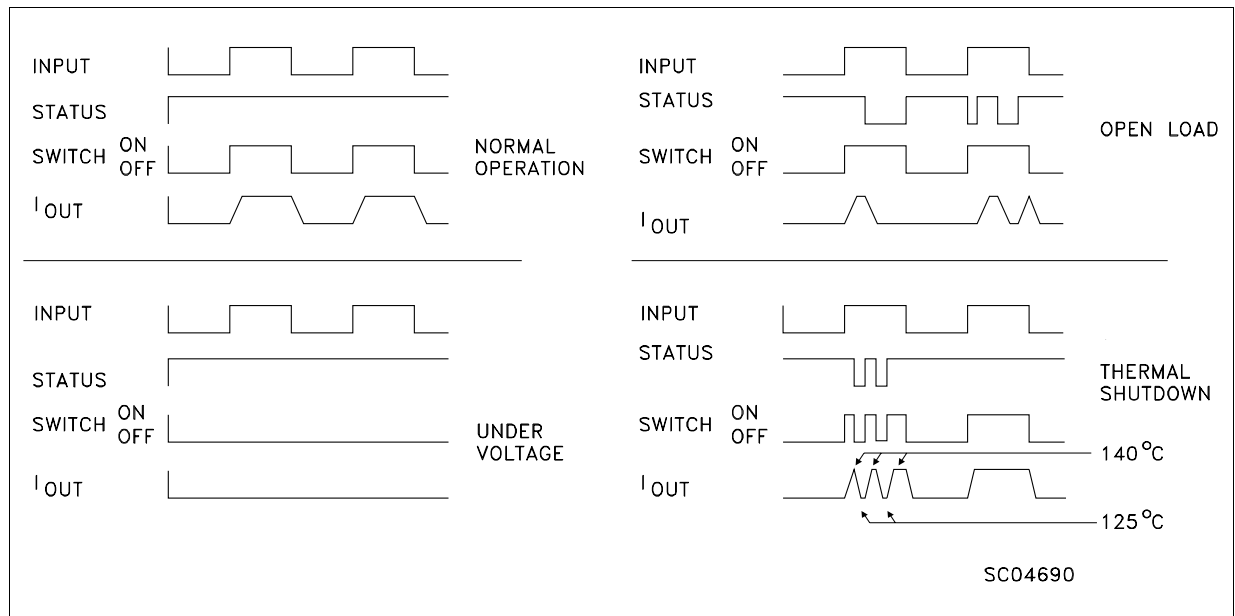 INPUT
STATUS
SWITCH ON
OFF
I OUT
NORMAL
OPERATION
INPUT
STATUS
SWITCH ON
OFF
I OUT
OPEN LOAD
INPUT
STATUS
SWITCH ON
OFF
I OUT
UNDER
VOLTAGE
INPUT
STATUS
SWITCH ON
OFF
I OUT
THERMAL
SHUTDOWN
140°C
125°C
SC04690